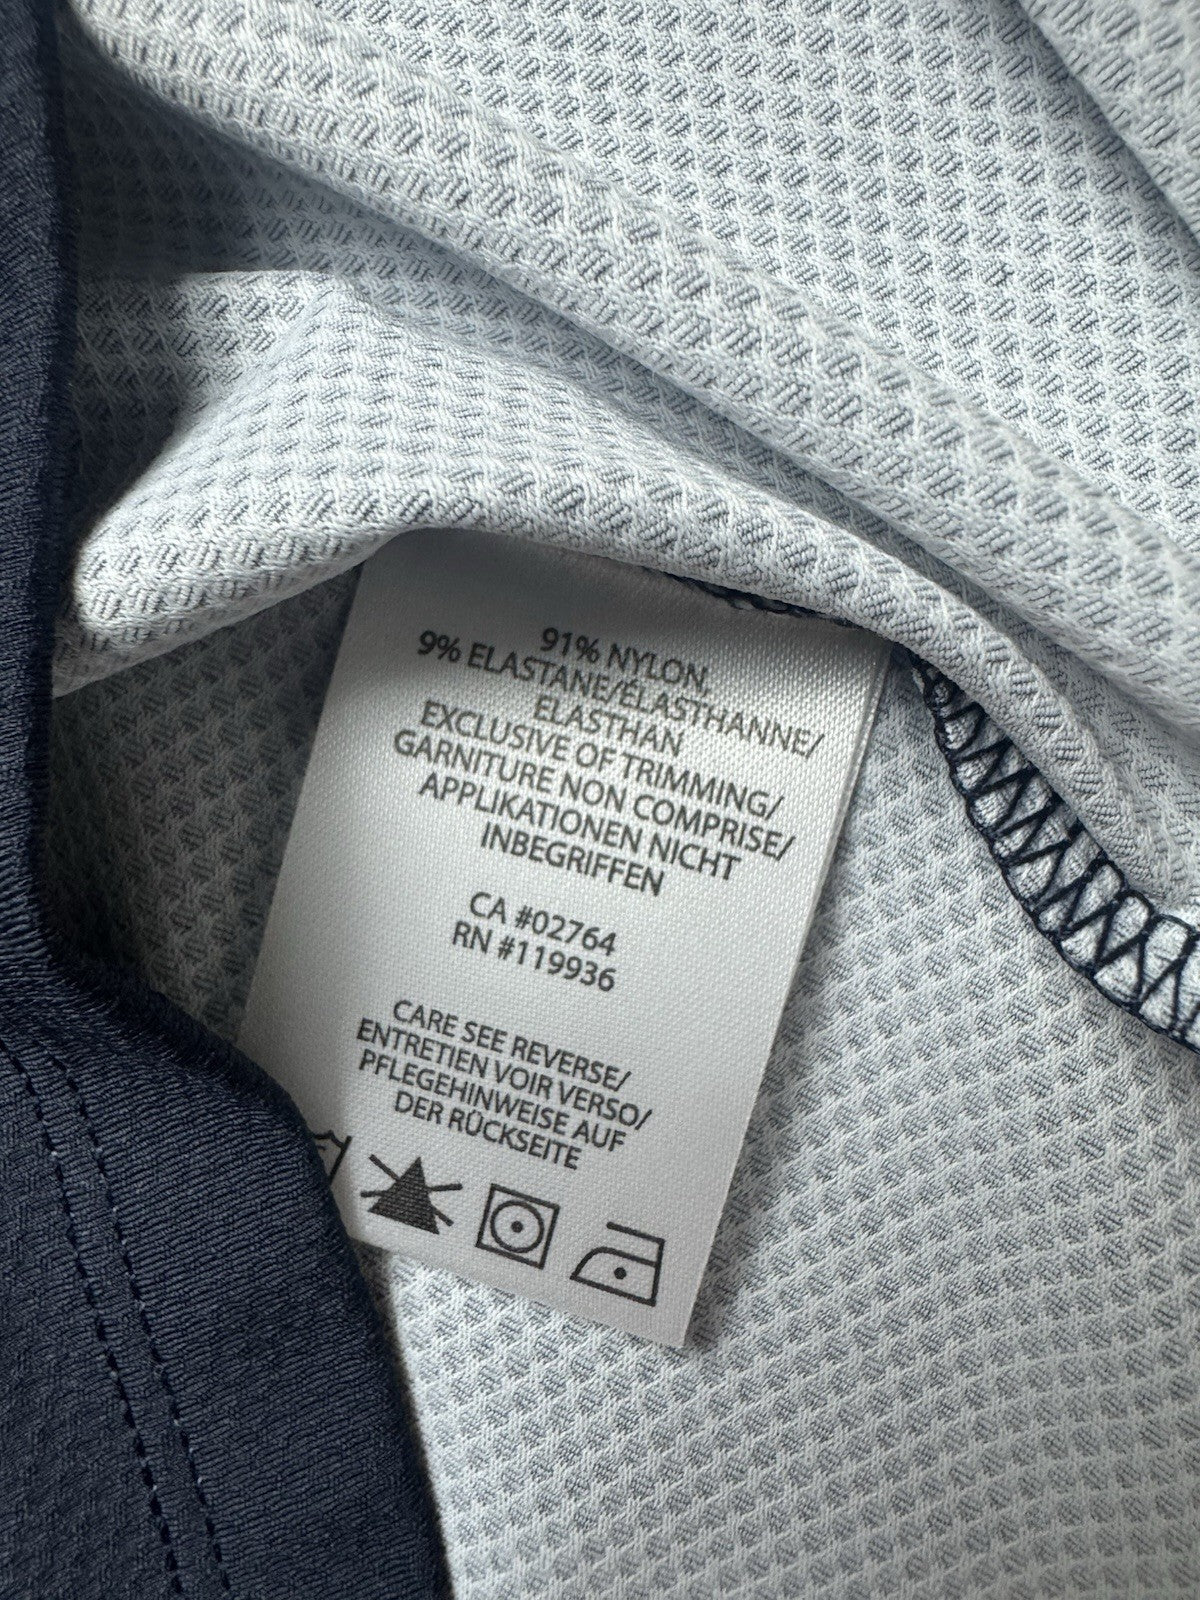 91% NYLON,
9% ELASTANE/ÉLASTHANNE/
ELASTHAN
EXCLUSIVE OF TRIMMING/
GARNITURE NON COMPRISE/
APPLIKATIONEN NICHT
INBEGRIFFEN
CA #02764
RN #119936
CARE SEE REVERSE/
ENTRETIEN VOIR VERSO/
PFLEGEHINWEISE AUF
DER RÜCKSEITE